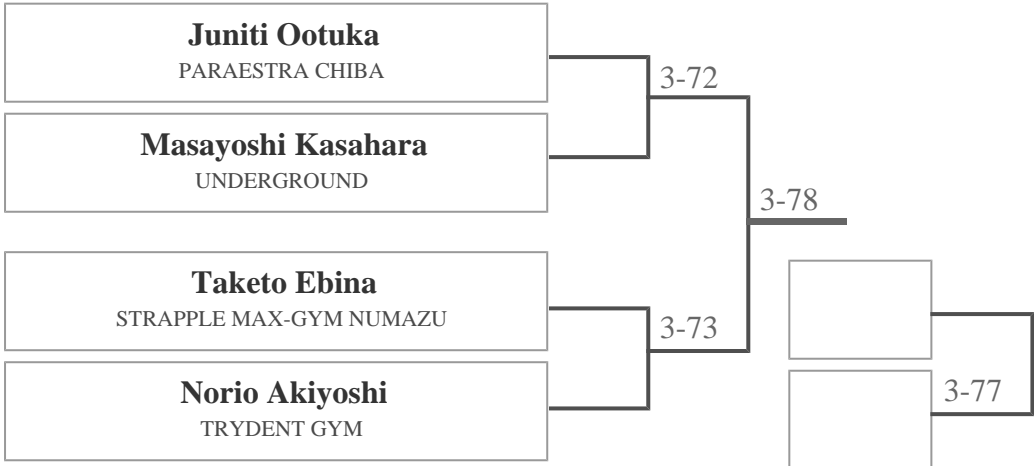 Juniti Ootuka
PARAESTRA CHIBA
3-72
Masayoshi Kasahara
UNDERGROUND
3-78
Taketo Ebina
STRAPPLE MAX-GYM NUMAZU
3-73
Norio Akiyoshi
TRYDENT GYM
3-77